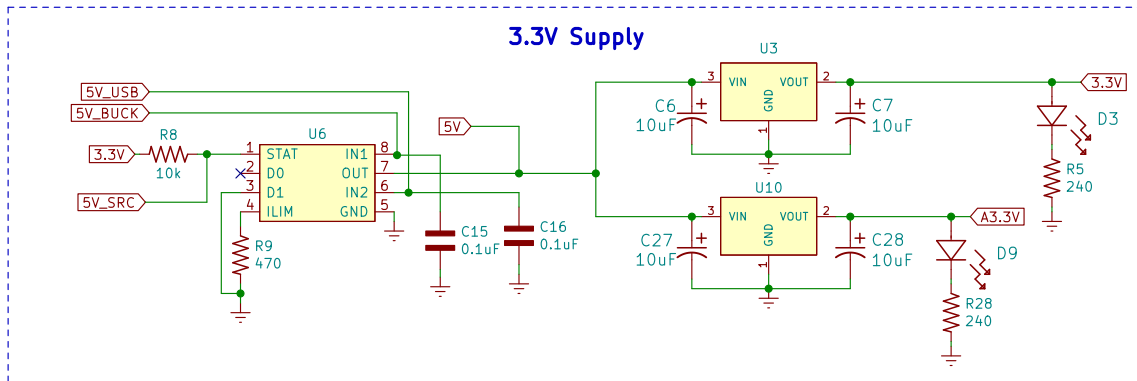 3.3V Supply
U3
5V_USB
3
VIN
VOUT
2
3.3V
5V_BUCK
GND
C6
10uF
C7
10uF
D3
5V
1
R8
U6
3.3V
10k
1
STAT
IN1
8
2
D0
OUT
7
R5
240
3
D1
IN2
6
U10
5V_SRC
4
ILIM
GND
5
3
VIN
VOUT
2
A3.3V
GND
C15
0.1uF
C16
0.1uF
C27
10uF
C28
10uF
D9
R9
470
1
R28
240